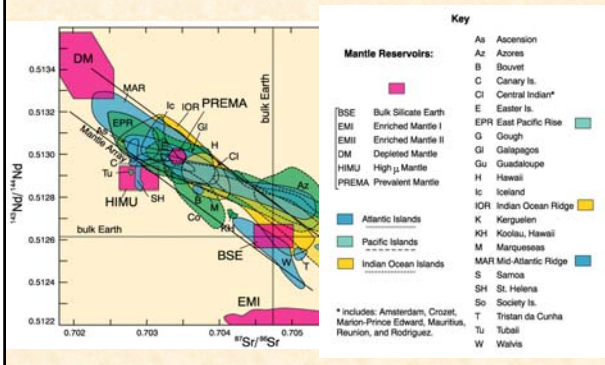 DM
MAR
Ic
IOR
PREMA
bulk Earth
EPR
As
E
GI
H
CI
Mantle Array
C
Tu
HIMU
SH
B
M
Co
Az
KH
bulk Earth
BSE
W
T
EMI
0.5134
0.5132
0.5130
0.5128
0.5126
0.5124
0.5122
143Nd/144Nd
0.702
0.703
0.704
0.705
87Sr/86Sr
Key
Mantle Reservoirs:
BSE Bulk Silicate Earth
EMI Enriched Mantle I
EMII Enriched Mantle II
DM Depleted Mantle
HIMU High μ Mantle
PREMA Prevalent Mantle
Atlantic Islands
Pacific Islands
Indian Ocean Islands
* includes: Amsterdam, Crozet,
Marion-Prince Edward, Mauritius,
Reunion, and Rodriguez.
As Ascension
Az Azores
B Bouvet
C Canary Is.
CI Central Indian*
E Easter Is.
EPR East Pacific Rise
G Gough
GI Galapagos
Gu Guadaloupe
H Hawaii
Ic Iceland
IOR Indian Ocean Ridge
K Kerguelen
KH Koolau, Hawaii
M Marqueseas
MAR Mid-Atlantic Ridge
S Samoa
SH St. Helena
So Society Is.
T Tristan da Cunha
Tu Tubaii
W Walvis